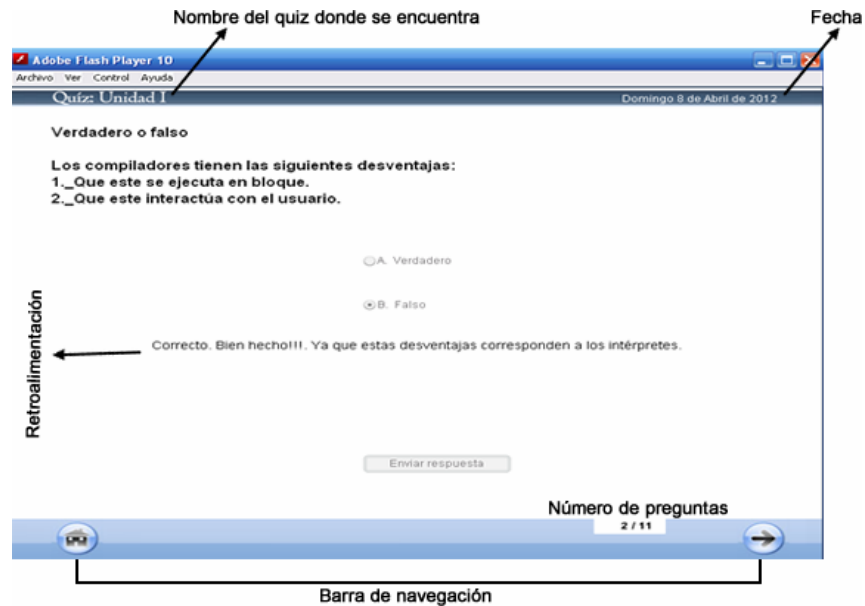 Nombre del quiz donde se encuentra
Fecha
Adobe Flash Player 10
Archivo Ver Control Ayuda
Quíz: Unidad I
Domingo 8 de Abril de 2012
Verdadero o falso
Los compiladores tienen las siguientes desventajas:
1._Que este se ejecuta en bloque.
2._Que este interactúa con el usuario.
A. Verdadero
B. Falso
Retroalimentación
Correcto. Bien hecho!!!. Ya que estas desventajas corresponden a los intérpretes.
Enviar respuesta
Número de preguntas
2 / 11
Barra de navegación